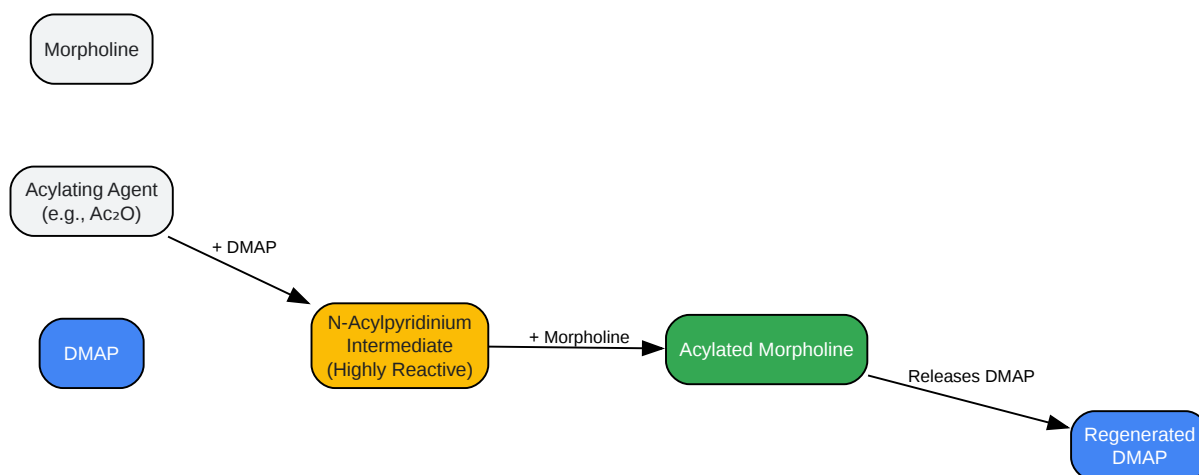 Morpholine
Acylating Agent
(e.g., Ac₂O)
+ DMAP
DMAP
N-Acylpyridinium
Intermediate
(Highly Reactive)
+ Morpholine
Acylated Morpholine
Releases DMAP
Regenerated
DMAP